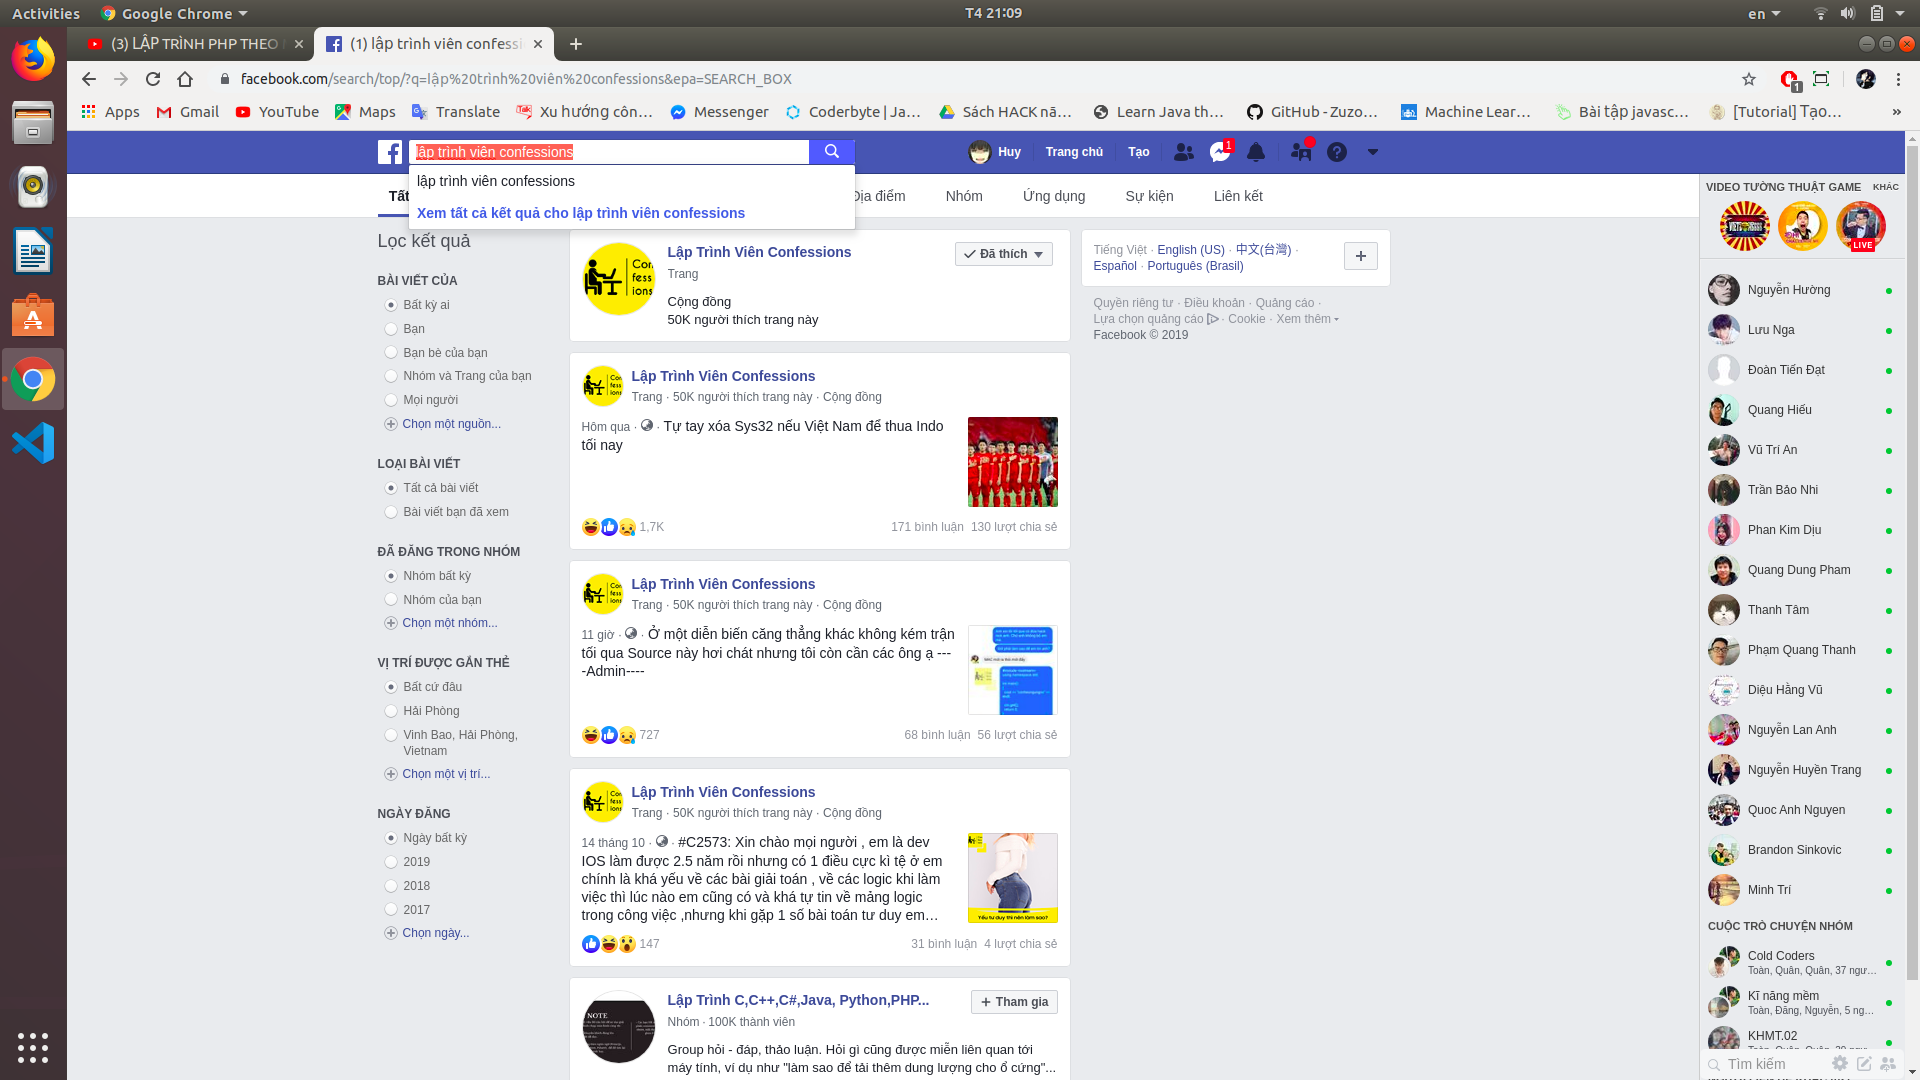 Activities
Google Chrome
T4 21:09
en
(3) LẬP TRÌNH PHP THEO
(1) lập trình viên confessi
facebook.com/search/top/?q=lập%20trình%20viên%20confessions&epa=SEARCH_BOX
Apps
Gmail
YouTube
Maps
Translate
Xu hướng côn…
Messenger
Coderbyte | Ja…
Sách HACK nã…
Learn Java th…
GitHub - Zuzo…
Machine Lear…
Bài tập javasc…
[Tutorial] Tạo…
»
lập trình viên confessions
Huy
Trang chủ
Tạo
1
lập trình viên confessions
Xem tất cả kết quả cho lập trình viên confessions
Tất
Địa điểm
Nhóm
Ứng dụng
Sự kiện
Liên kết
Lọc kết quả
BÀI VIẾT CỦA
Bất kỳ ai
Bạn
Bạn bè của bạn
Nhóm và Trang của bạn
Mọi người
Chọn một nguồn...
LOẠI BÀI VIẾT
Tất cả bài viết
Bài viết bạn đã xem
ĐÃ ĐĂNG TRONG NHÓM
Nhóm bất kỳ
Nhóm của bạn
Chọn một nhóm...
VỊ TRÍ ĐƯỢC GẮN THẺ
Bất cứ đâu
Hải Phòng
Vinh Bao, Hải Phòng,
Vietnam
Chọn một vị trí...
NGÀY ĐĂNG
Ngày bất kỳ
2019
2018
2017
Chọn ngày...
Lập Trình Viên Confessions
Đã thích
Trang
Cộng đồng
50K người thích trang này
Lập Trình Viên Confessions
Trang · 50K người thích trang này · Cộng đồng
Hôm qua · · Tự tay xóa Sys32 nếu Việt Nam để thua Indo
tối nay
1,7K
171 bình luận 130 lượt chia sẻ
Lập Trình Viên Confessions
Trang · 50K người thích trang này · Cộng đồng
11 giờ · · Ở một diễn biến căng thẳng khác không kém trận
tối qua Source này hơi chát nhưng tôi còn cần các ông ạ ---
-Admin----
727
68 bình luận 56 lượt chia sẻ
Lập Trình Viên Confessions
Trang · 50K người thích trang này · Cộng đồng
14 tháng 10 · · #C2573: Xin chào mọi người , em là dev
IOS làm được 2.5 năm rồi nhưng có 1 điều cực kì tệ ở em
chính là khá yếu về các bài giải toán , về các logic khi làm
việc thì lúc nào em cũng có và khá tự tin về mảng logic
trong công việc ,nhưng khi gặp 1 số bài toán tư duy em…
Yếu tư duy thì nên làm sao?
147
31 bình luận 4 lượt chia sẻ
NOTE
Lập Trình C,C++,C#,Java, Python,PHP...
Tham gia
Nhóm · 100K thành viên
Group hỏi - đáp, thảo luận. Hỏi gì cũng được miễn liên quan tới
máy tính, ví dụ như "làm sao để tải thêm dung lượng cho ổ cứng"...
Tiếng Việt · English (US) · 中文(台灣) ·
Español · Português (Brasil)
Quyền riêng tư · Điều khoản · Quảng cáo ·
Lựa chọn quảng cáo · Cookie · Xem thêm
Facebook © 2019
VIDEO TƯỜNG THUẬT GAME
KHÁC
LIVE
Nguyễn Hường
Lưu Nga
Đoàn Tiến Đạt
Quang Hiếu
Vũ Trí An
Trần Bảo Nhi
Phan Kim Dịu
Quang Dung Pham
Thanh Tâm
Phạm Quang Thanh
Diệu Hằng Vũ
Nguyễn Lan Anh
Nguyễn Huyền Trang
Quoc Anh Nguyen
Brandon Sinkovic
Minh Trí
CUỘC TRÒ CHUYỆN NHÓM
Cold Coders
Toàn, Quân, Quân, 37 ngư…
Kĩ năng mềm
Toàn, Đăng, Nguyễn, 5 ng…
KHMT.02
Tìm kiếm